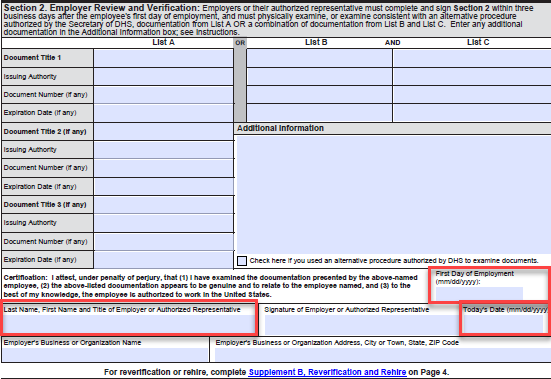 Section 2. Employer Review and Verification: Employers or their authorized representative must complete and sign Section 2 within three
business days after the employee's first day of employment, and must physically examine, or examine consistent with an alternative procedure
authorized by the Secretary of DHS, documentation from List A OR a combination of documentation from List B and List C. Enter any additional
documentation in the Additional Information box; see Instructions.
List A OR List B AND List C
Document Title 1
Issuing Authority
Document Number (if any)
Expiration Date (if any)
Document Title 2 (if any) Additional Information
Issuing Authority
Document Number (if any)
Expiration Date (if any)
Document Title 3 (if any)
Issuing Authority
Document Number (if any)
Expiration Date (if any) Check here if you used an alternative procedure authorized by DHS to examine documents.
Certification: I attest, under penalty of perjury, that (1) I have examined the documentation presented by the above-named
employee, (2) the above-listed documentation appears to be genuine and to relate to the employee named, and (3) to the
best of my knowledge, the employee is authorized to work in the United States.
First Day of Employment
(mm/dd/yyyy):
Last Name, First Name and Title of Employer or Authorized Representative Signature of Employer or Authorized Representative Today's Date (mm/dd/yyyy
Employer's Business or Organization Name Employer's Business or Organization Address, City or Town, State, ZIP Code
For reverification or rehire, complete Supplement B, Reverification and Rehire on Page 4.